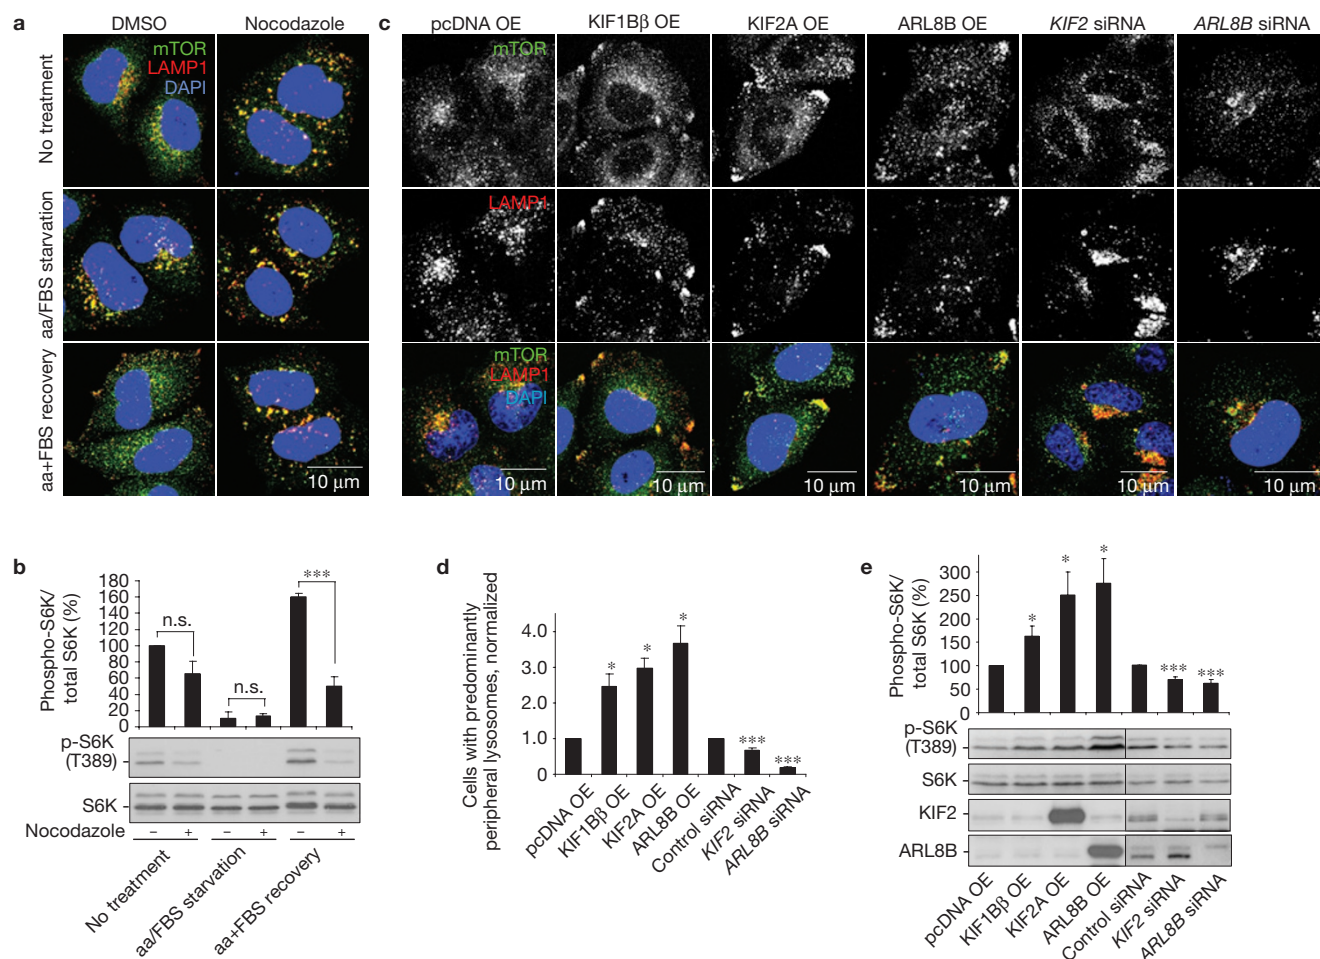 a
DMSO
Nocodazole
No treatment
mTOR
LAMP1
DAPI
aa/FBS starvation
aa+FBS recovery
10 μm
10 μm
c
pcDNA OE
KIF1Bβ OE
KIF2A OE
ARL8B OE
KIF2 siRNA
ARL8B siRNA
mTOR
LAMP1
mTOR
LAMP1
DAPI
10 μm
10 μm
10 μm
10 μm
10 μm
10 μm
b
Phospho-S6K/
total S6K (%)
180
160
140
120
100
80
60
40
20
0
n.s.
n.s.
***
p-S6K
(T389)
S6K
Nocodazole
– + – + – +
No treatment
aa/FBS starvation
aa+FBS recovery
d
Cells with predominantly
peripheral lysosomes, normalized
4.0
3.0
2.0
1.0
0
*
*
*
***
***
pcDNA OE
KIF1Bβ OE
KIF2A OE
ARL8B OE
Control siRNA
KIF2 siRNA
ARL8B siRNA
e
Phospho-S6K/
total S6K (%)
300
250
200
150
100
50
0
*
*
*
***
***
p-S6K
(T389)
S6K
KIF2
ARL8B
pcDNA OE
KIF1Bβ OE
KIF2A OE
ARL8B OE
Control siRNA
KIF2 siRNA
ARL8B siRNA